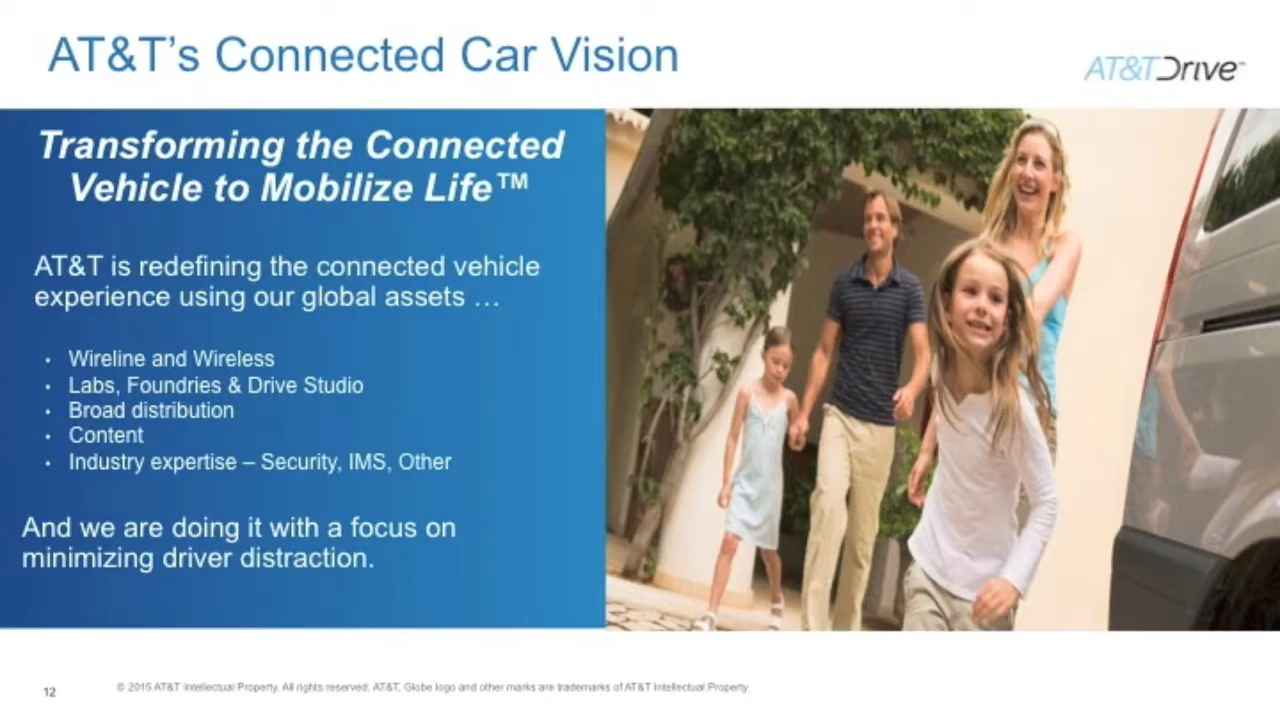 AT&T's Connected Car Vision
AT&TDrive™
Transforming the Connected
Vehicle to Mobilize Life™
AT&T is redefining the connected vehicle
experience using our global assets …
• Wireline and Wireless
• Labs, Foundries & Drive Studio
• Broad distribution
• Content
• Industry expertise – Security, IMS, Other
And we are doing it with a focus on
minimizing driver distraction.
12
© 2015 AT&T Intellectual Property. All rights reserved. AT&T, Globe logo and other marks are trademarks of AT&T Intellectual Property.